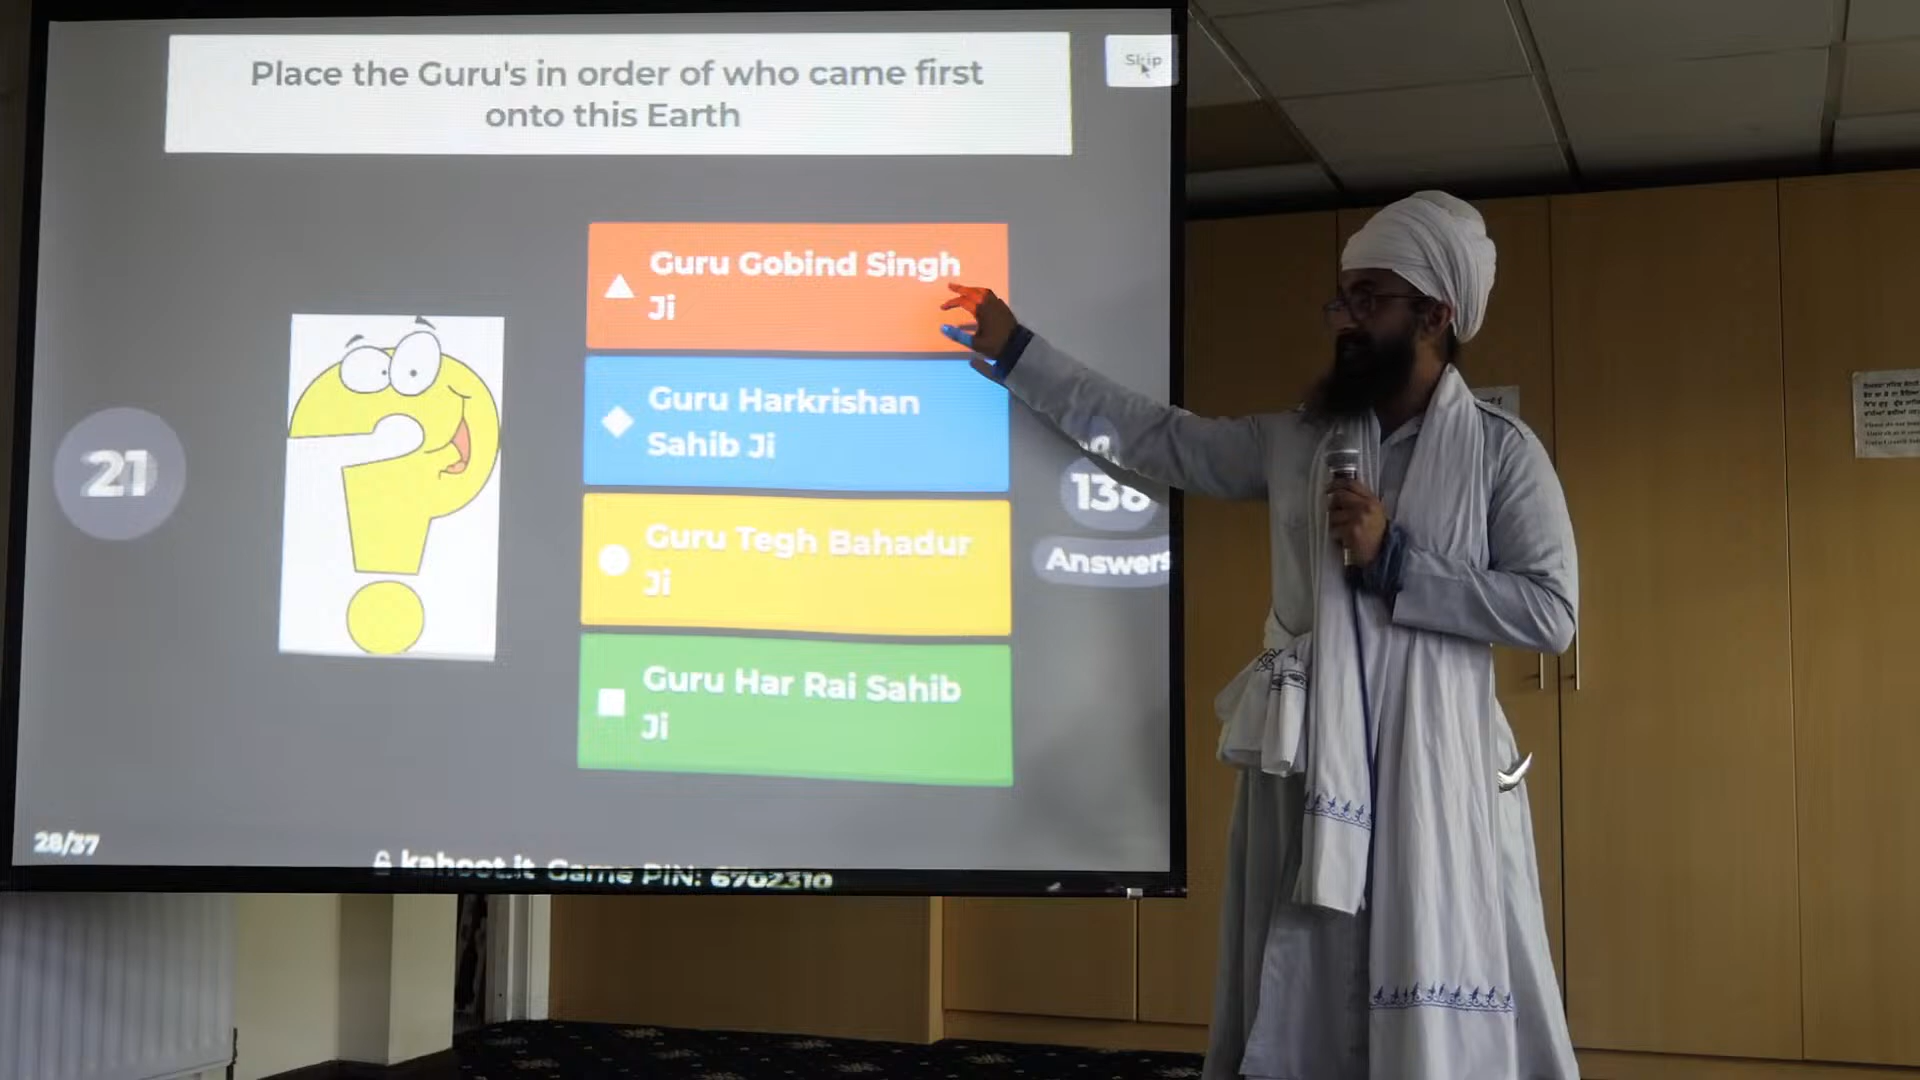 Place the Guru's in order of who came first
onto this Earth
Skip
Guru Gobind Singh
Ji
Guru Harkrishan
Sahib Ji
21
138
Guru Tegh Bahadur
Ji
Answers
Guru Har Rai Sahib
Ji
28/37
kahoot.it Game PIN: 6702310